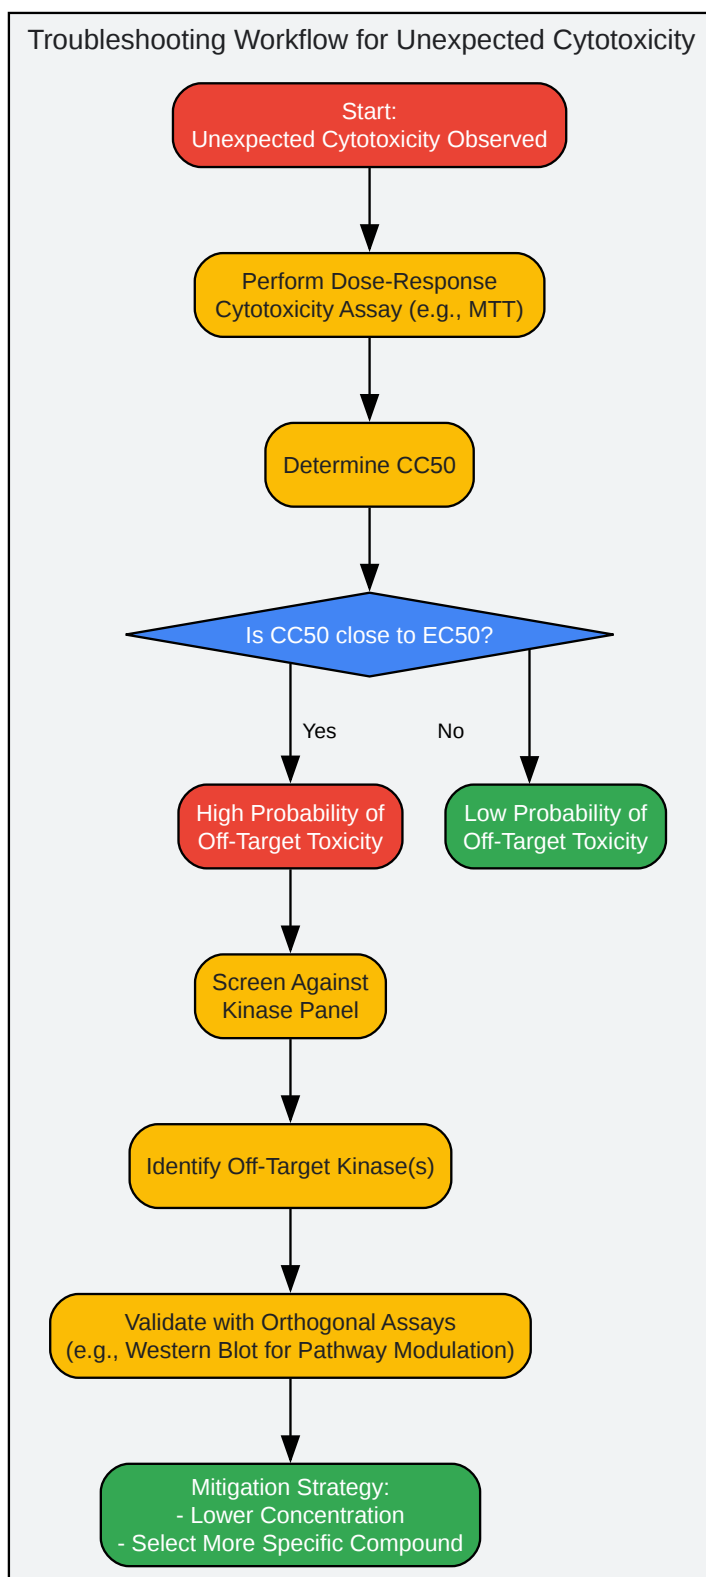 Troubleshooting Workflow for Unexpected Cytotoxicity
Start:
Unexpected Cytotoxicity Observed
Perform Dose-Response
Cytotoxicity Assay (e.g., MTT)
Determine CC50
Is CC50 close to EC50?
Yes
No
High Probability of
Off-Target Toxicity
Low Probability of
Off-Target Toxicity
Screen Against
Kinase Panel
Identify Off-Target Kinase(s)
Validate with Orthogonal Assays
(e.g., Western Blot for Pathway Modulation)
Mitigation Strategy:
- Lower Concentration
- Select More Specific Compound